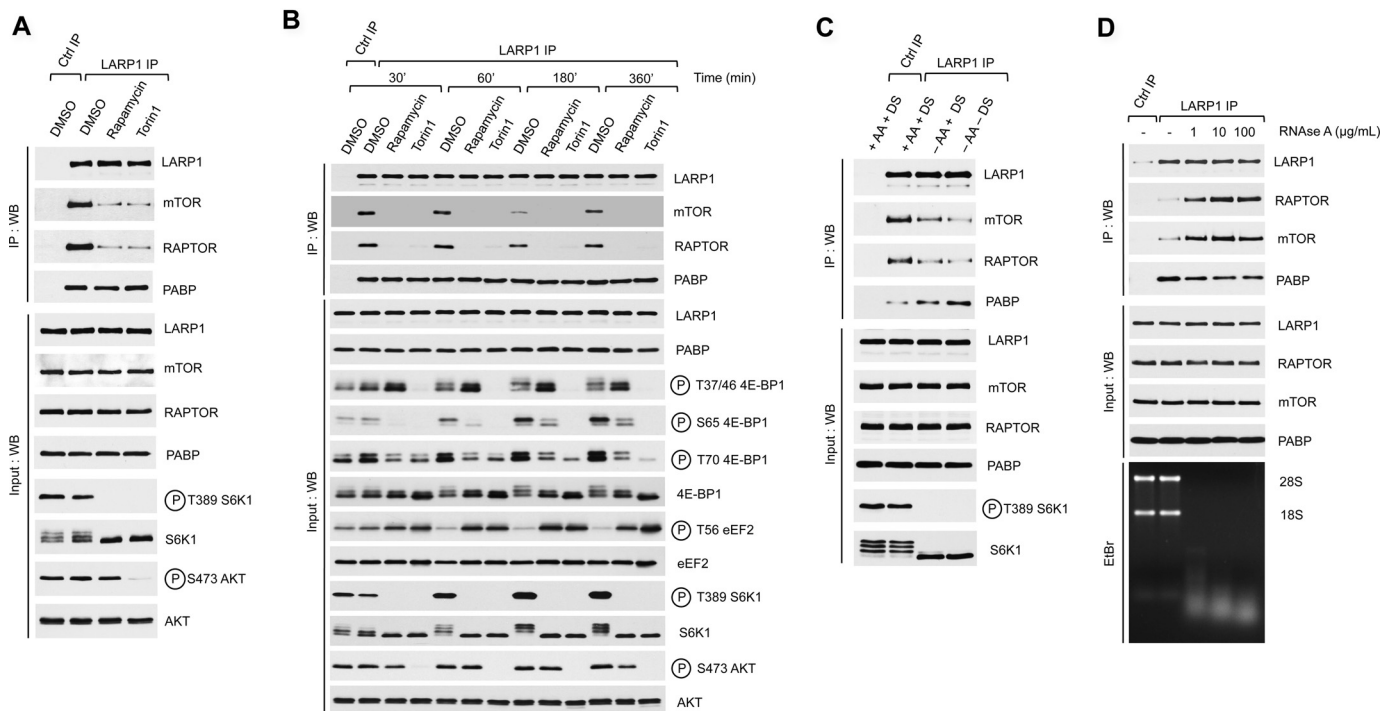 A
Ctrl IP
LARP1 IP
DMSO
DMSO
Rapamycin
Torin1
IP : WB
LARP1
mTOR
RAPTOR
PABP
Input : WB
LARP1
mTOR
RAPTOR
PABP
P T389 S6K1
S6K1
P S473 AKT
AKT
B
Ctrl IP
LARP1 IP
30' 60' 180' 360' Time (min)
DMSO
DMSO
Rapamycin
Torin1
DMSO
Rapamycin
Torin1
DMSO
Rapamycin
Torin1
DMSO
Rapamycin
Torin1
IP : WB
LARP1
mTOR
RAPTOR
PABP
Input : WB
LARP1
PABP
P T37/46 4E-BP1
P S65 4E-BP1
P T70 4E-BP1
4E-BP1
P T56 eEF2
eEF2
P T389 S6K1
S6K1
P S473 AKT
AKT
C
Ctrl IP
LARP1 IP
+ AA + DS
+ AA + DS
– AA + DS
– AA – DS
IP : WB
LARP1
mTOR
RAPTOR
PABP
Input : WB
LARP1
mTOR
RAPTOR
PABP
P T389 S6K1
S6K1
D
Ctrl IP
LARP1 IP
- - 1 10 100 RNAse A (µg/mL)
IP : WB
LARP1
RAPTOR
mTOR
PABP
Input : WB
LARP1
RAPTOR
mTOR
PABP
EtBr
28S
18S